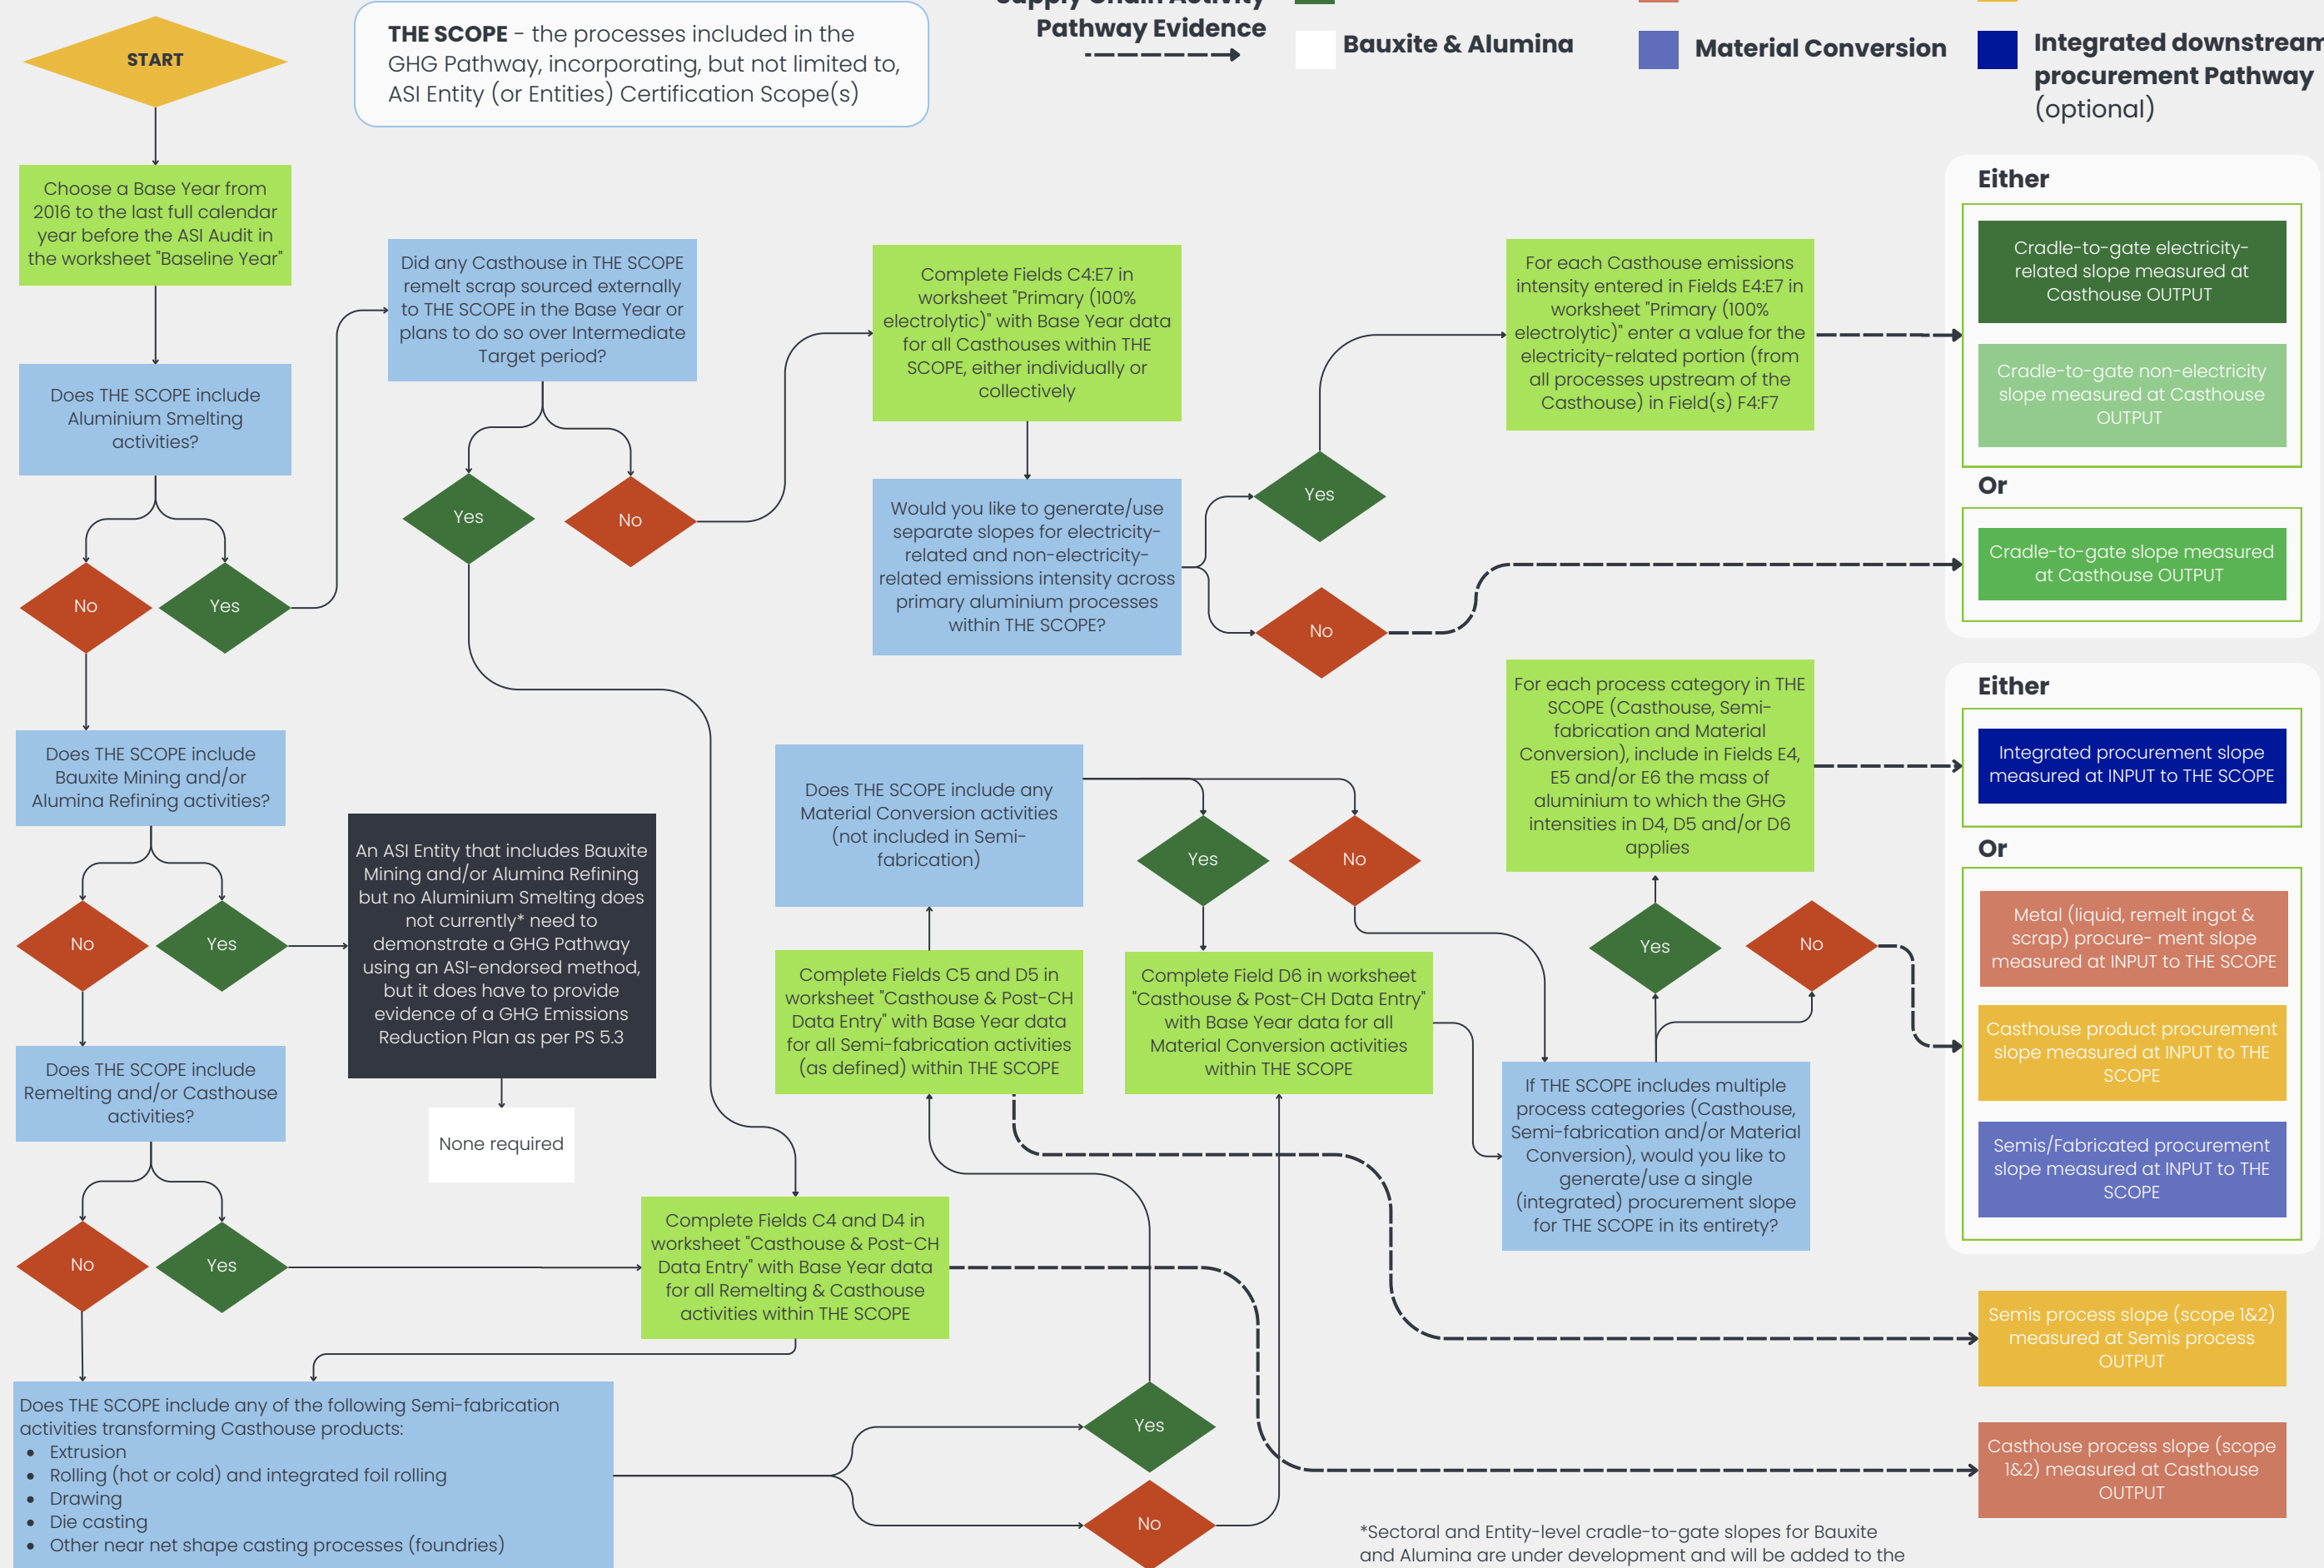 Supply Chain Activity
Pathway Evidence
Bauxite & Alumina
Material Conversion
Integrated downstream
procurement Pathway
(optional)
START
THE SCOPE - the processes included in the
GHG Pathway, incorporating, but not limited to,
ASI Entity (or Entities) Certification Scope(s)
Choose a Base Year from
2016 to the last full calendar
year before the ASI Audit in
the worksheet "Baseline Year"
Does THE SCOPE include
Aluminium Smelting
activities?
No
Yes
Did any Casthouse in THE SCOPE
remelt scrap sourced externally
to THE SCOPE in the Base Year or
plans to do so over Intermediate
Target period?
Yes
No
Complete Fields C4:E7 in
worksheet "Primary (100%
electrolytic)" with Base Year data
for all Casthouses within THE
SCOPE, either individually or
collectively
Would you like to generate/use
separate slopes for electricity-
related and non-electricity-
related emissions intensity across
primary aluminium processes
within THE SCOPE?
Yes
No
For each Casthouse emissions
intensity entered in Fields E4:E7 in
worksheet "Primary (100%
electrolytic)" enter a value for the
electricity-related portion (from
all processes upstream of the
Casthouse) in Field(s) F4:F7
Either
Cradle-to-gate electricity-
related slope measured at
Casthouse OUTPUT
Cradle-to-gate non-electricity
slope measured at Casthouse
OUTPUT
Or
Cradle-to-gate slope measured
at Casthouse OUTPUT
Does THE SCOPE include
Bauxite Mining and/or
Alumina Refining activities?
No
Yes
An ASI Entity that includes Bauxite
Mining and/or Alumina Refining
but no Aluminium Smelting does
not currently* need to
demonstrate a GHG Pathway
using an ASI-endorsed method,
but it does have to provide
evidence of a GHG Emissions
Reduction Plan as per PS 5.3
None required
Does THE SCOPE include
Remelting and/or Casthouse
activities?
No
Yes
Complete Fields C4 and D4 in
worksheet "Casthouse & Post-CH
Data Entry" with Base Year data
for all Remelting & Casthouse
activities within THE SCOPE
Does THE SCOPE include any of the following Semi-fabrication
activities transforming Casthouse products:
• Extrusion
• Rolling (hot or cold) and integrated foil rolling
• Drawing
• Die casting
• Other near net shape casting processes (foundries)
Yes
No
Complete Fields C5 and D5 in
worksheet "Casthouse & Post-CH
Data Entry" with Base Year data
for all Semi-fabrication activities
(as defined) within THE SCOPE
Does THE SCOPE include any
Material Conversion activities
(not included in Semi-
fabrication)
Yes
No
Complete Field D6 in worksheet
"Casthouse & Post-CH Data Entry"
with Base Year data for all
Material Conversion activities
within THE SCOPE
If THE SCOPE includes multiple
process categories (Casthouse,
Semi-fabrication and/or Material
Conversion), would you like to
generate/use a single
(integrated) procurement slope
for THE SCOPE in its entirety?
Yes
No
For each process category in THE
SCOPE (Casthouse, Semi-
fabrication and Material
Conversion), include in Fields E4,
E5 and/or E6 the mass of
aluminium to which the GHG
intensities in D4, D5 and/or D6
applies
Either
Integrated procurement slope
measured at INPUT to THE SCOPE
Or
Metal (liquid, remelt ingot &
scrap) procure- ment slope
measured at INPUT to THE SCOPE
Casthouse product procurement
slope measured at INPUT to THE
SCOPE
Semis/Fabricated procurement
slope measured at INPUT to THE
SCOPE
Semis process slope (scope 1&2)
measured at Semis process
OUTPUT
Casthouse process slope (scope
1&2) measured at Casthouse
OUTPUT
*Sectoral and Entity-level cradle-to-gate slopes for Bauxite
and Alumina are under development and will be added to the